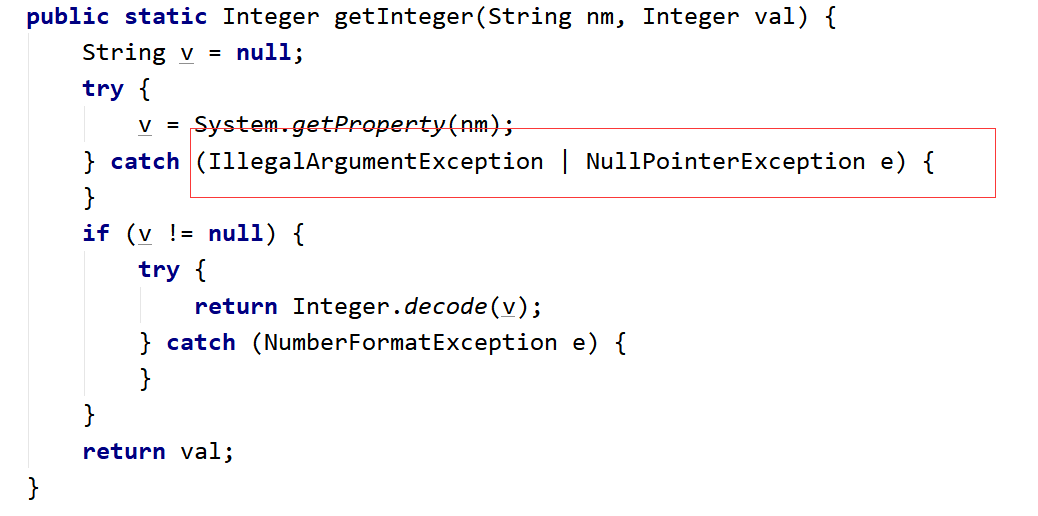 public static Integer getInteger(String nm, Integer val) {
    String v = null;
    try {
        v = System.getProperty(nm);
    } catch (IllegalArgumentException | NullPointerException e) {
    }
    if (v != null) {
        try {
            return Integer.decode(v);
        } catch (NumberFormatException e) {
        }
    }
    return val;
}